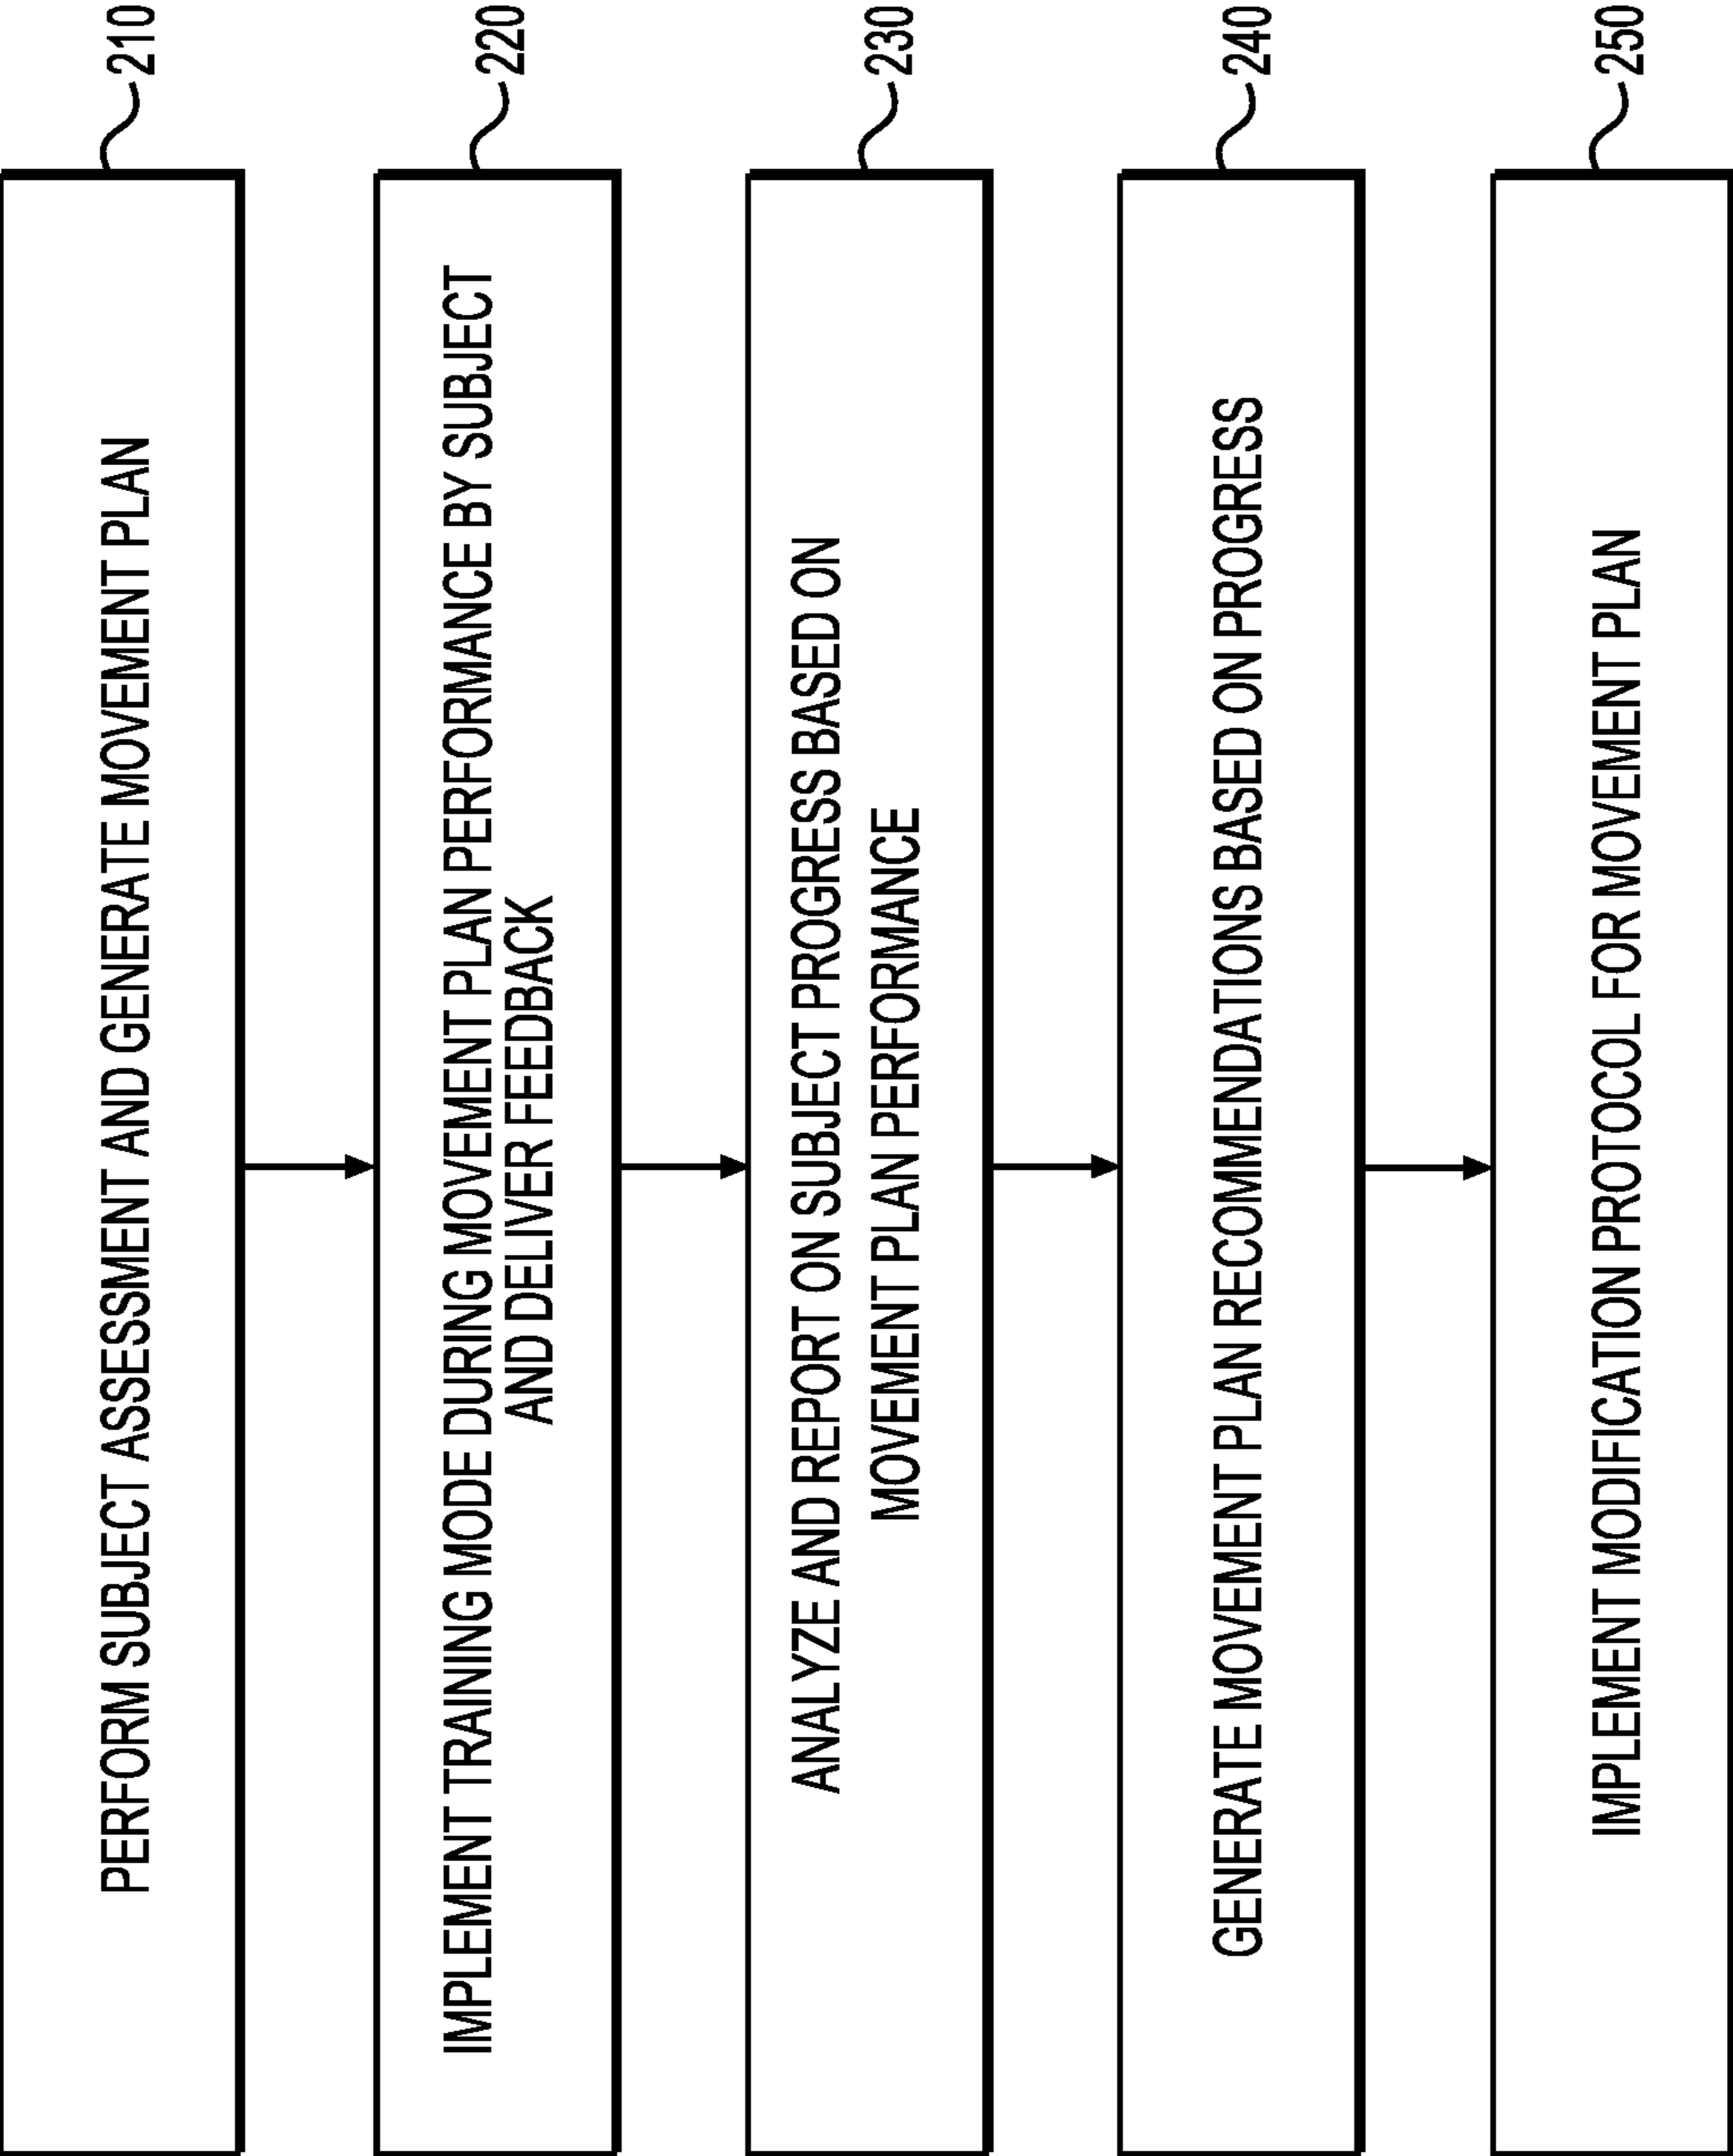 PERFORM SUBJECT ASSESSMENT AND GENERATE MOVEMENT PLAN
210
IMPLEMENT TRAINING MODE DURING MOVEMENT PLAN PERFORMANCE BY SUBJECT
AND DELIVER FEEDBACK
220
ANALYZE AND REPORT ON SUBJECT PROGRESS BASED ON
MOVEMENT PLAN PERFORMANCE
230
GENERATE MOVEMENT PLAN RECOMMENDATIONS BASED ON PROGRESS
240
IMPLEMENT MODIFICATION PROTOCOL FOR MOVEMENT PLAN
250